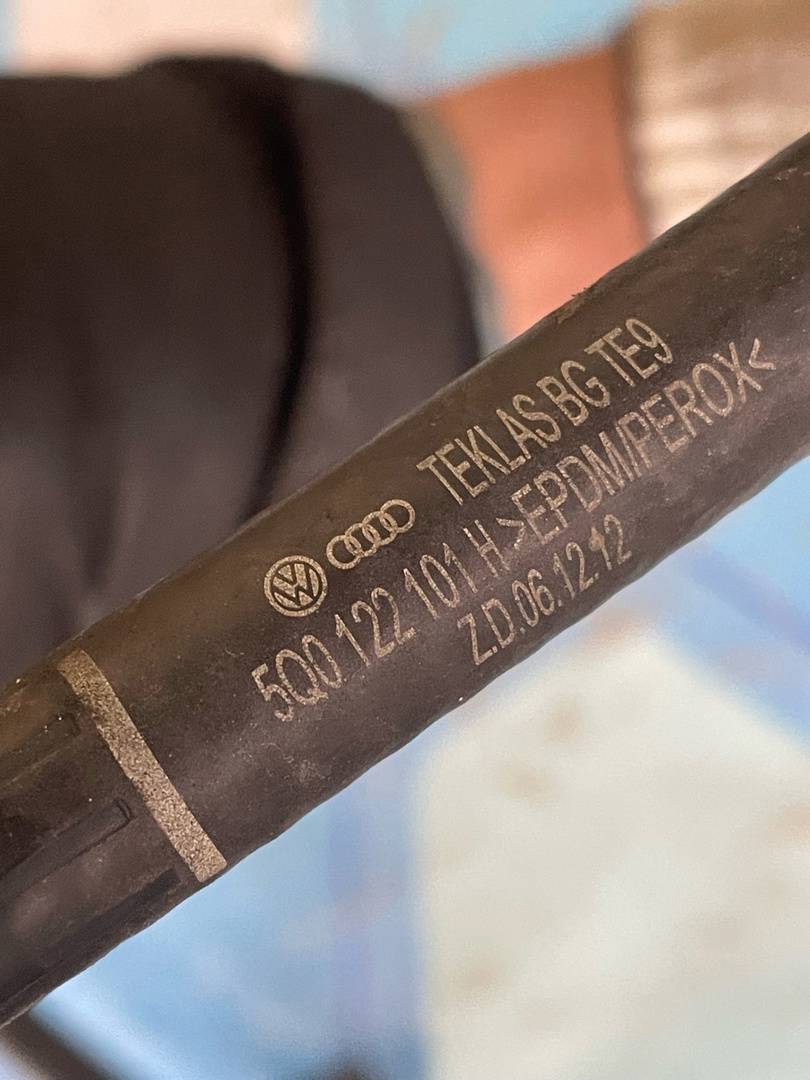 TEKLAS BG TE9
5Q0 122 101 H >EPDM/PEROX<
Z.D.06.12.12